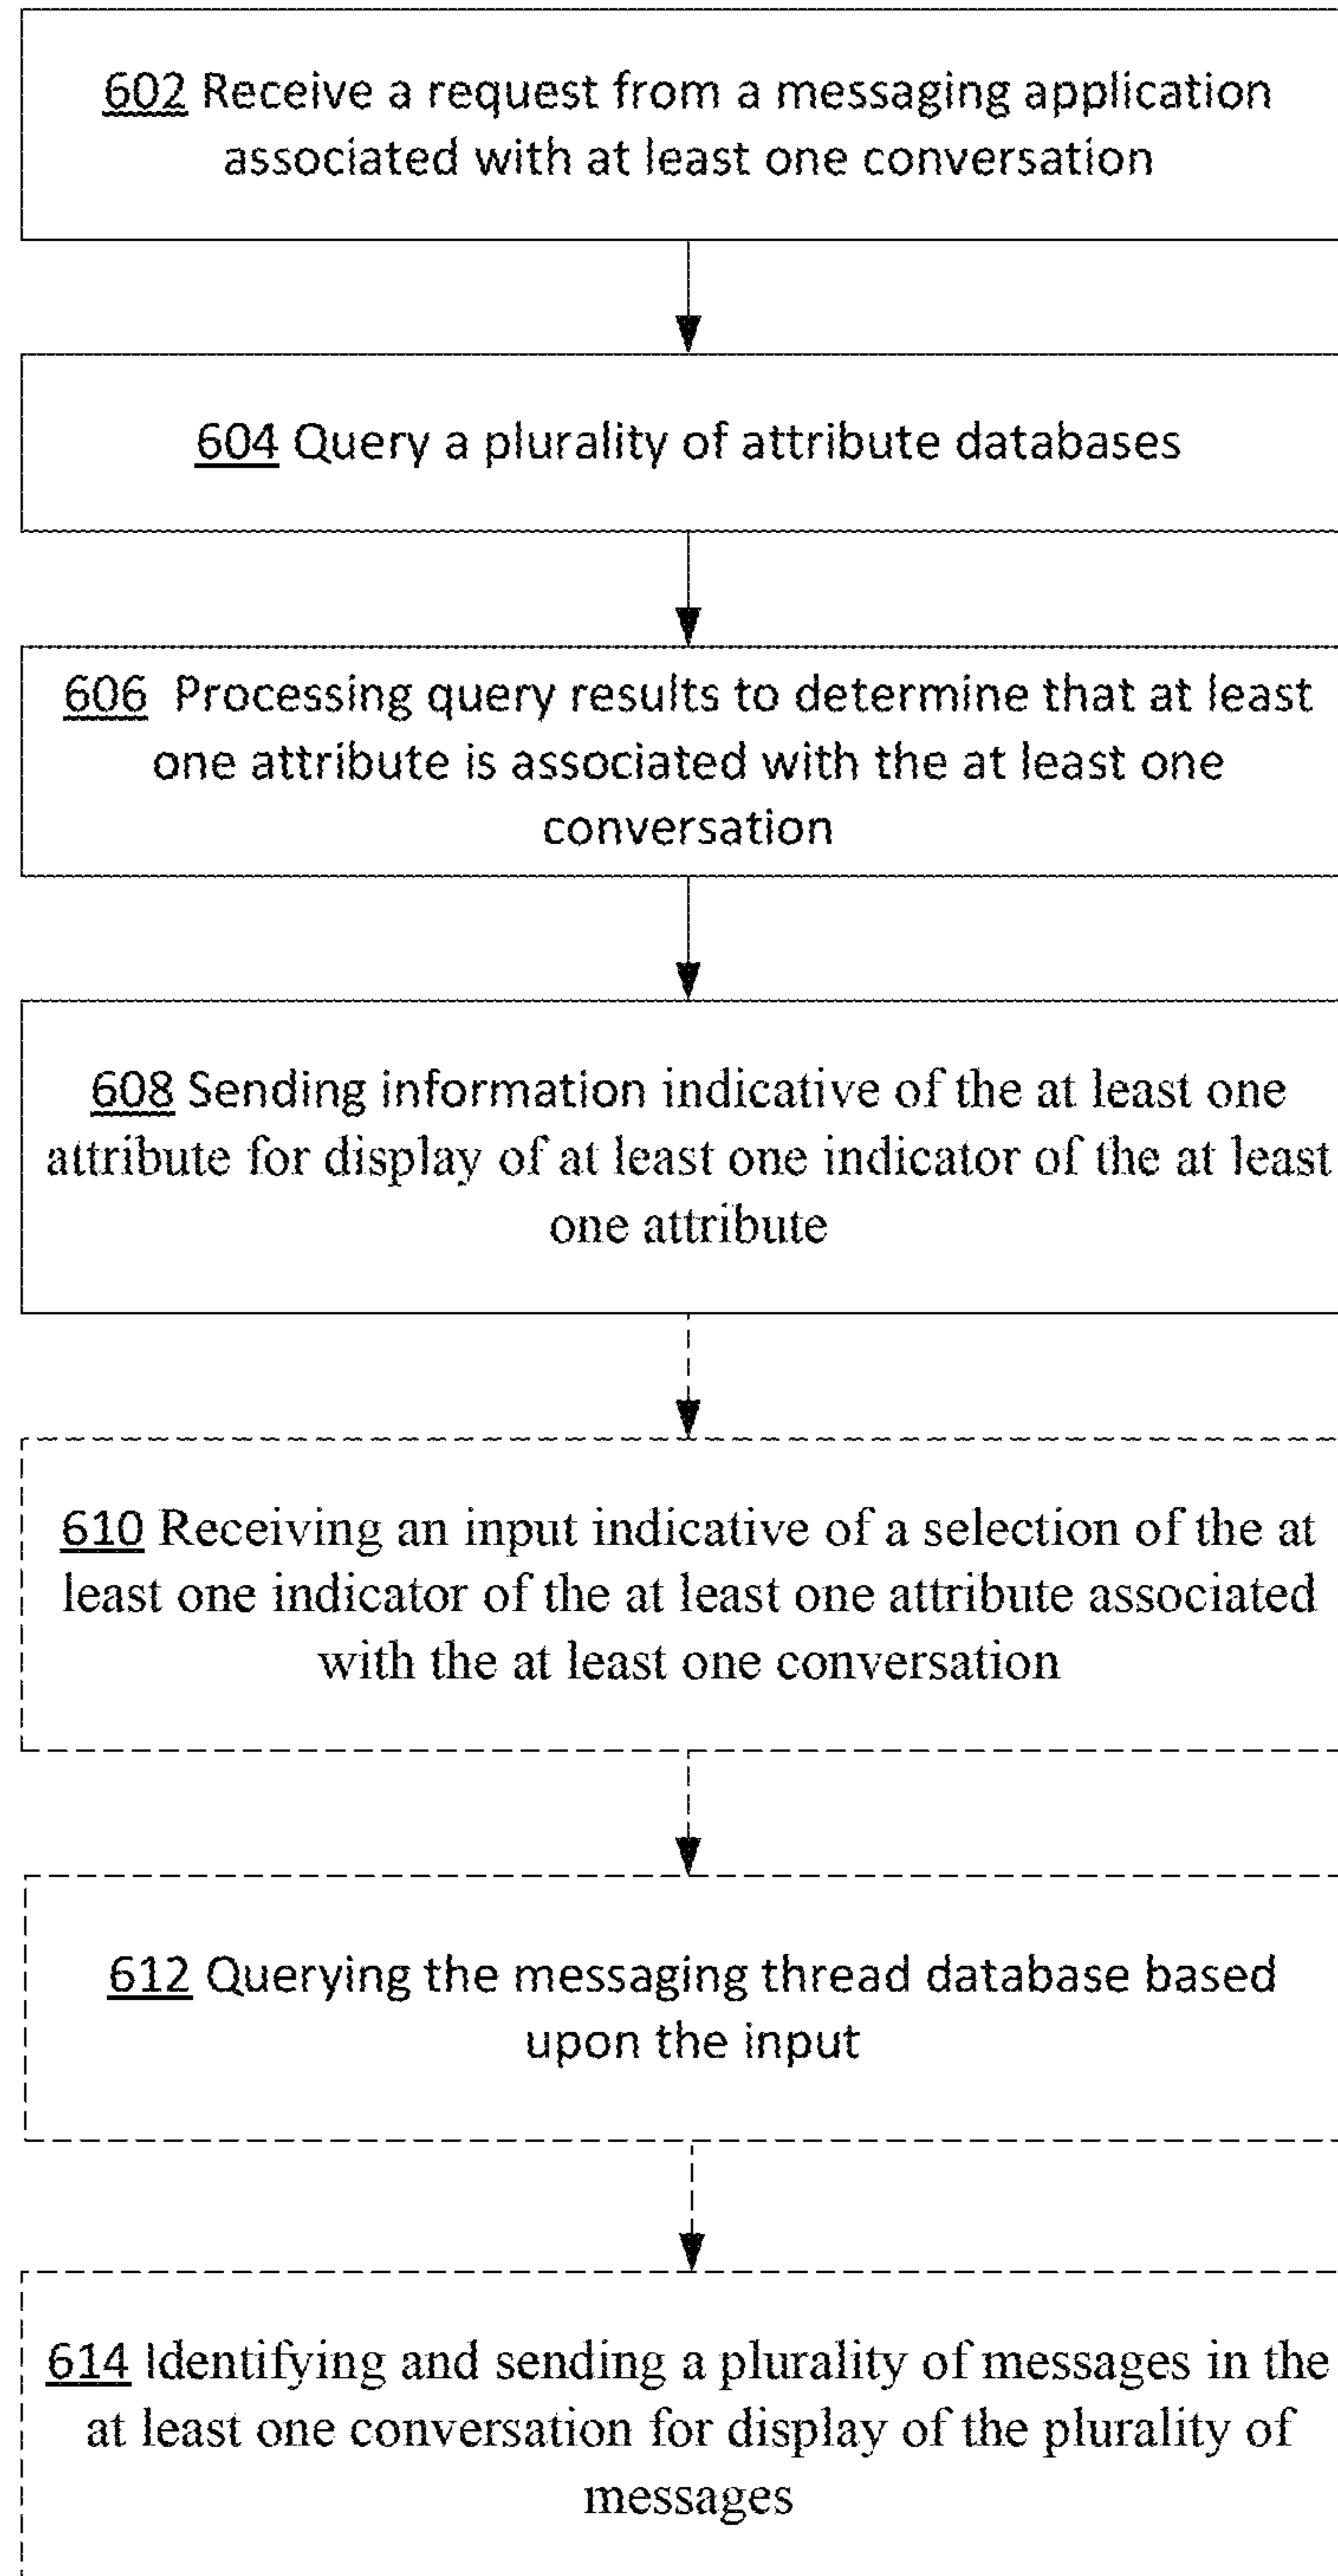 602 Receive a request from a messaging application
associated with at least one conversation
604 Query a plurality of attribute databases
606 Processing query results to determine that at least
one attribute is associated with the at least one
conversation
608 Sending information indicative of the at least one
attribute for display of at least one indicator of the at least
one attribute
610 Receiving an input indicative of a selection of the at
least one indicator of the at least one attribute associated
with the at least one conversation
612 Querying the messaging thread database based
upon the input
614 Identifying and sending a plurality of messages in the
at least one conversation for display of the plurality of
messages